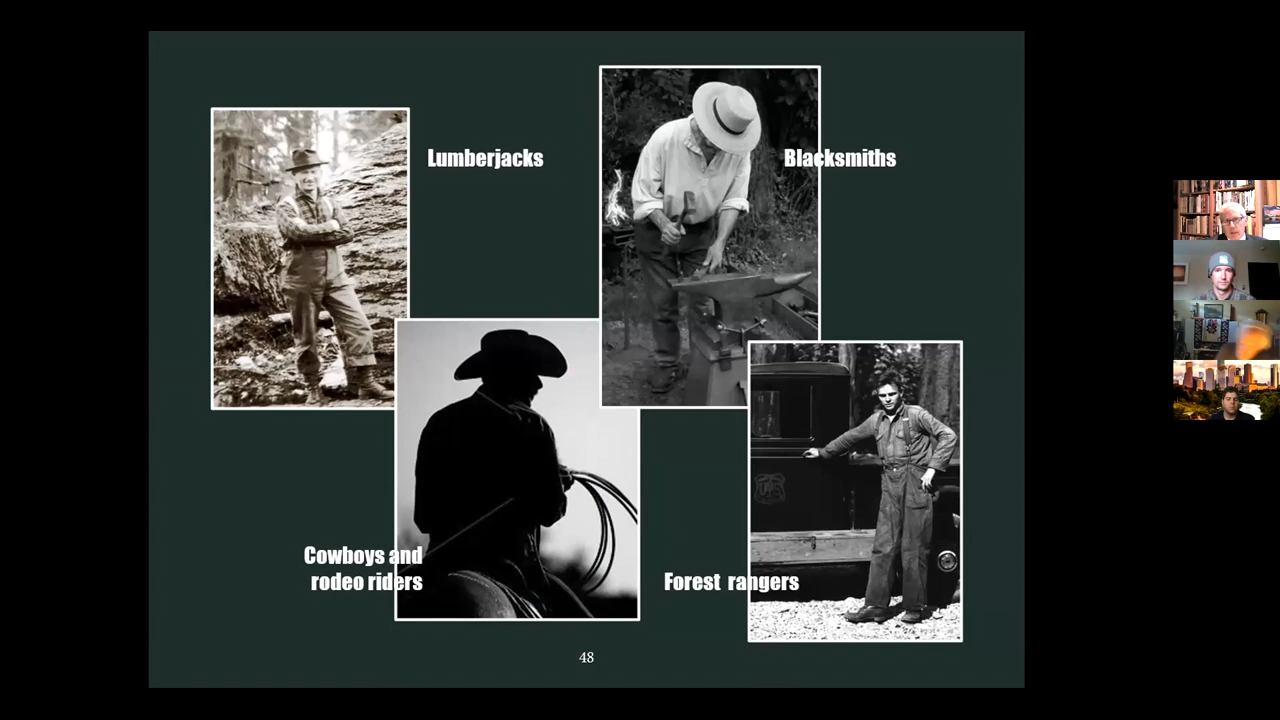 Lumberjacks
Blacksmiths
Cowboys and
rodeo riders
Forest rangers
48